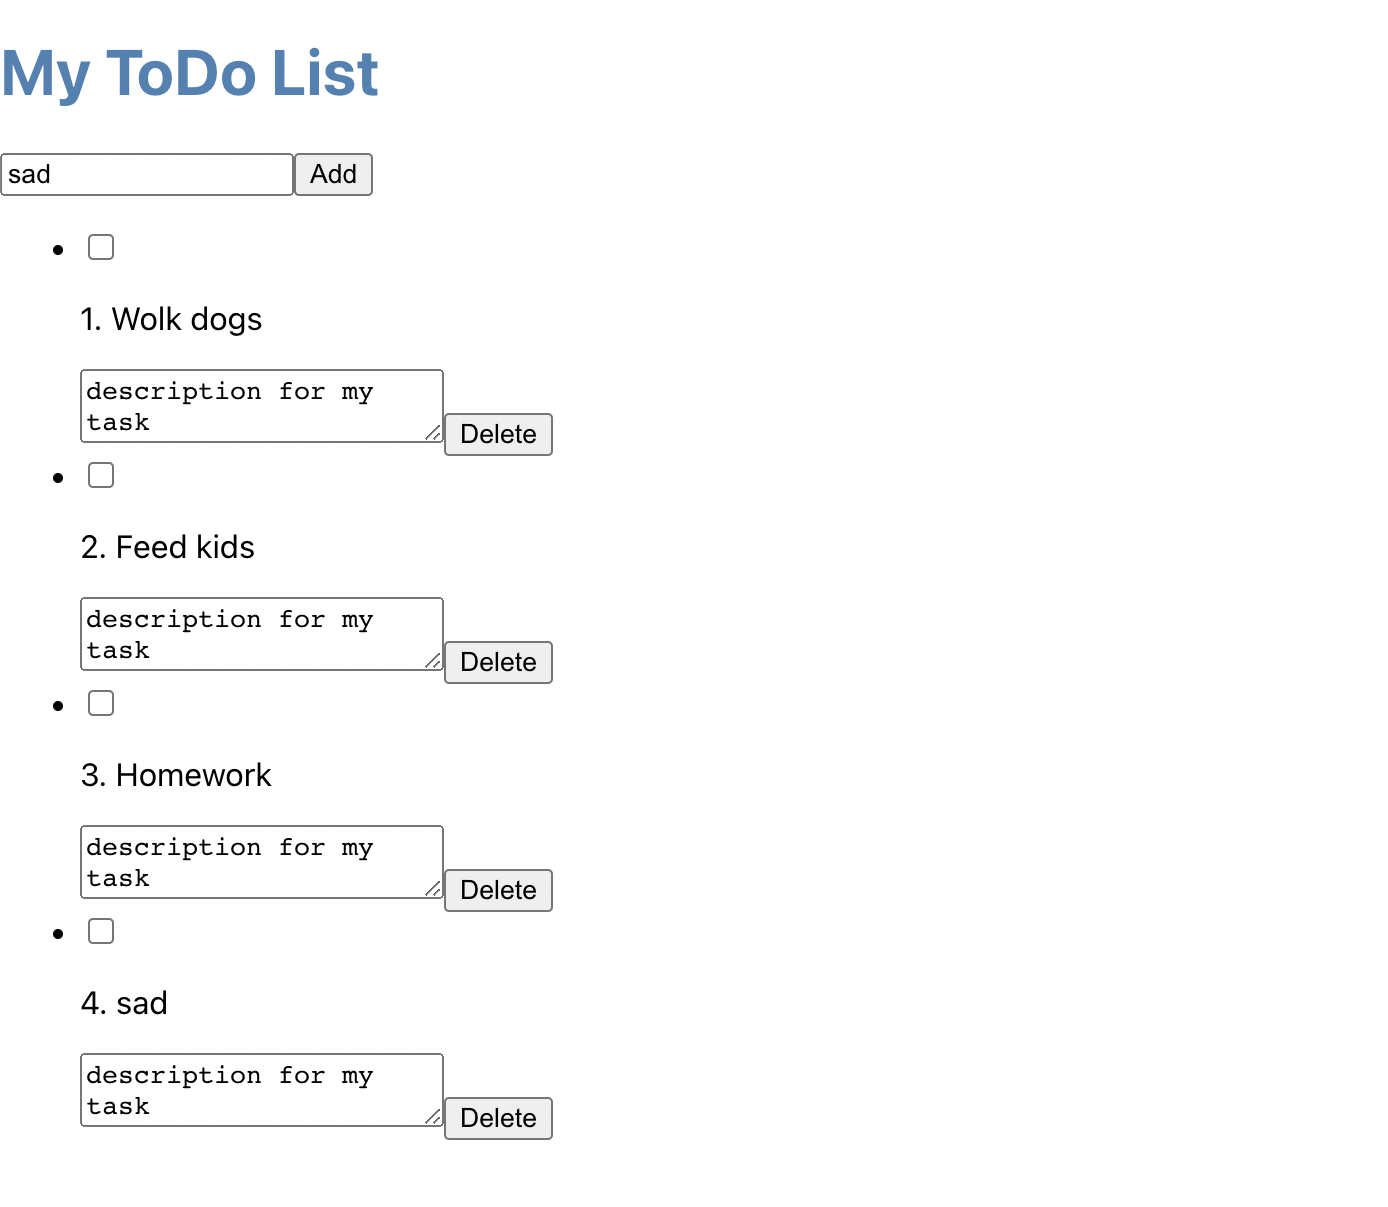 My ToDo List
sad
Add
1. Wolk dogs
description for my
task
Delete
2. Feed kids
description for my
task
Delete
3. Homework
description for my
task
Delete
4. sad
description for my
task
Delete